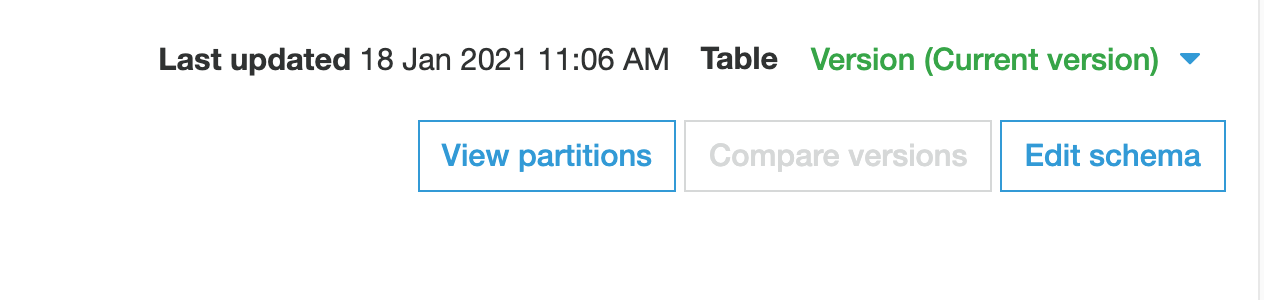 Last updated 18 Jan 2021 11:06 AM Table Version (Current version)
View partitions Compare versions Edit schema